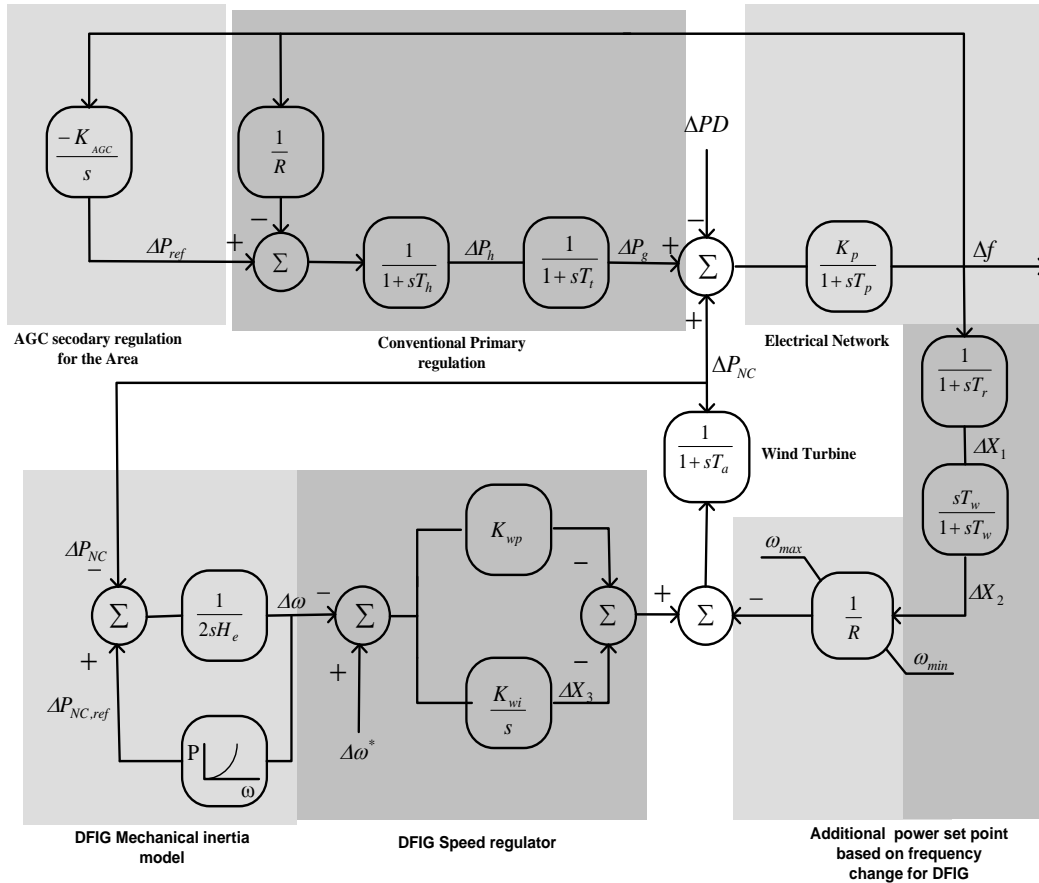 -K_AGC / s
1 / R
ΔPD
ΔP_ref
+
−
Σ
1 / 1+sT_h
ΔP_h
1 / 1+sT_t
ΔP_g
+
−
Σ
+
K_p / 1+sT_p
Δf
AGC secodary regulation
for the Area
Conventional Primary
regulation
Electrical Network
ΔP_NC
1 / 1+sT_r
1 / 1+sT_a
Wind Turbine
ΔX_1
sT_w / 1+sT_w
K_wp
ω_max
ΔP_NC
−
Σ
+
1 / 2sH_e
Δω
−
Σ
+
−
Σ
−
+
Σ
−
1 / R
ΔX_2
ω_min
K_wi / s
ΔX_3
ΔP_NC,ref
P
ω
Δω*
DFIG Mechanical inertia
model
DFIG Speed regulator
Additional power set point
based on frequency
change for DFIG